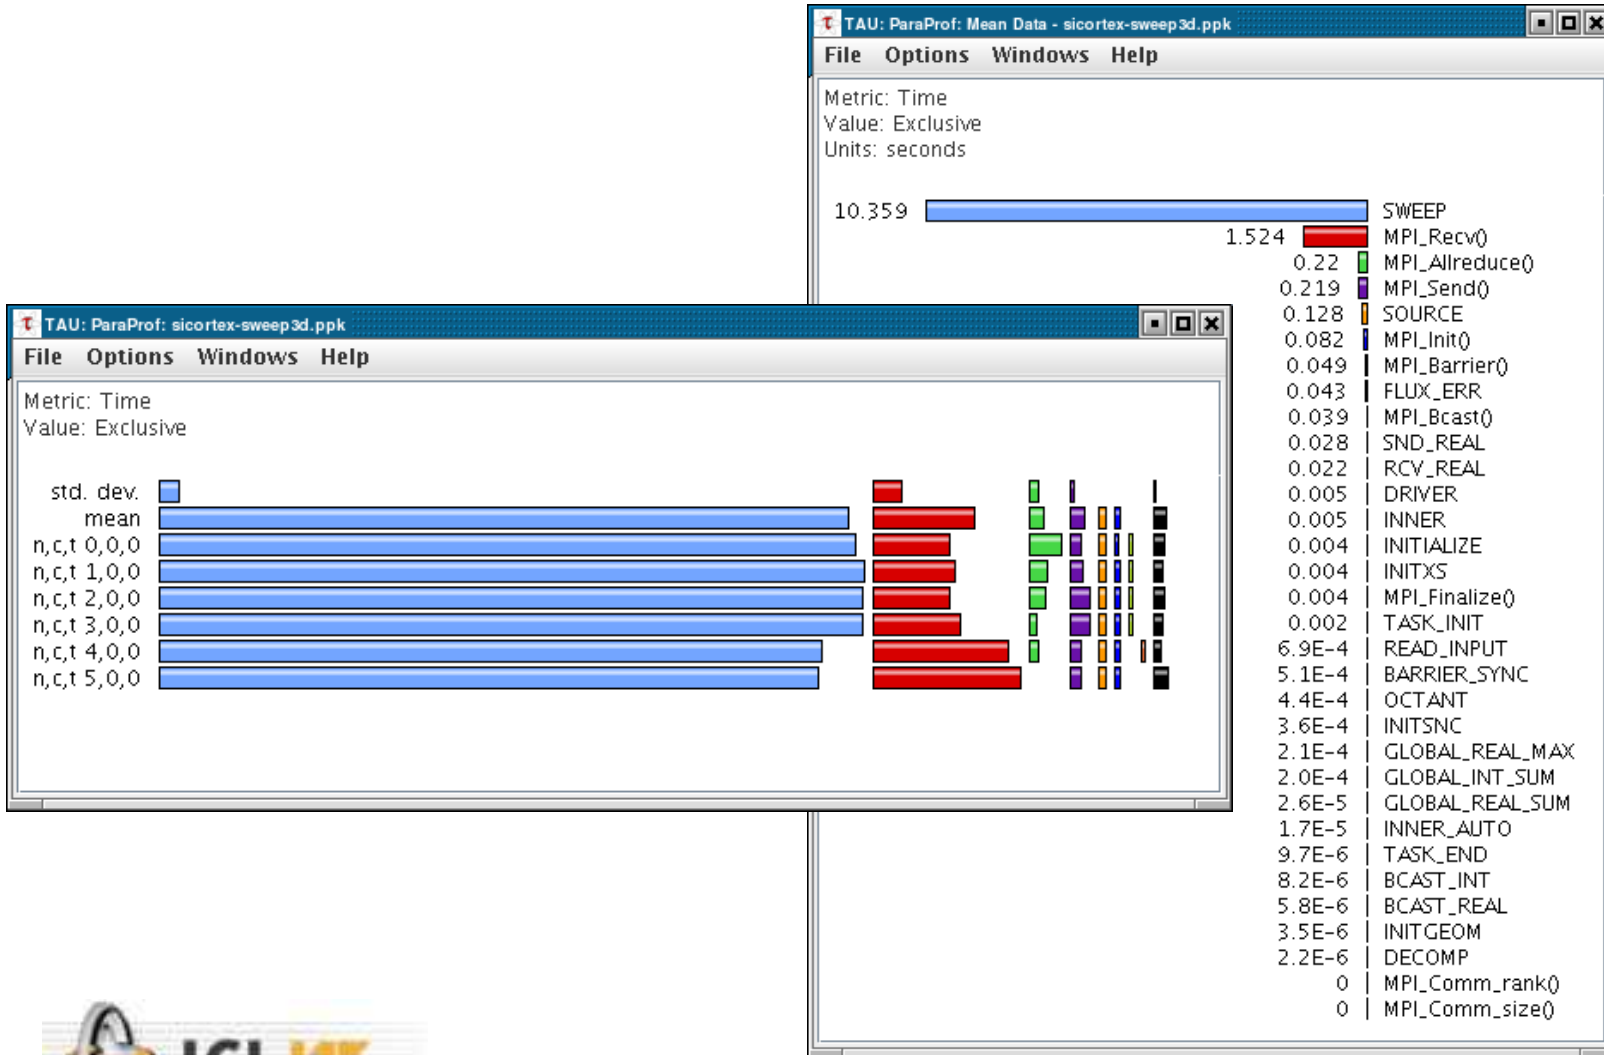 TAU: ParaProf: Mean Data - sicortex-sweep3d.ppk
File Options Windows Help
Metric: Time
Value: Exclusive
Units: seconds
10.359 SWEEP
1.524 MPI_Recv()
0.22 MPI_Allreduce()
0.219 MPI_Send()
0.128 SOURCE
0.082 MPI_Init()
0.049 MPI_Barrier()
0.043 FLUX_ERR
0.039 MPI_Bcast()
0.028 SND_REAL
0.022 RCV_REAL
0.005 DRIVER
0.005 INNER
0.004 INITIALIZE
0.004 INITXS
0.004 MPI_Finalize()
0.002 TASK_INIT
6.9E-4 READ_INPUT
5.1E-4 BARRIER_SYNC
4.4E-4 OCTANT
3.6E-4 INITSNC
2.1E-4 GLOBAL_REAL_MAX
2.0E-4 GLOBAL_INT_SUM
2.6E-5 GLOBAL_REAL_SUM
1.7E-5 INNER_AUTO
9.7E-6 TASK_END
8.2E-6 BCAST_INT
5.8E-6 BCAST_REAL
3.5E-6 INITGEOM
2.2E-6 DECOMP
0 MPI_Comm_rank()
0 MPI_Comm_size()
TAU: ParaProf: sicortex-sweep3d.ppk
File Options Windows Help
Metric: Time
Value: Exclusive
std. dev.
mean
n,c,t 0,0,0
n,c,t 1,0,0
n,c,t 2,0,0
n,c,t 3,0,0
n,c,t 4,0,0
n,c,t 5,0,0